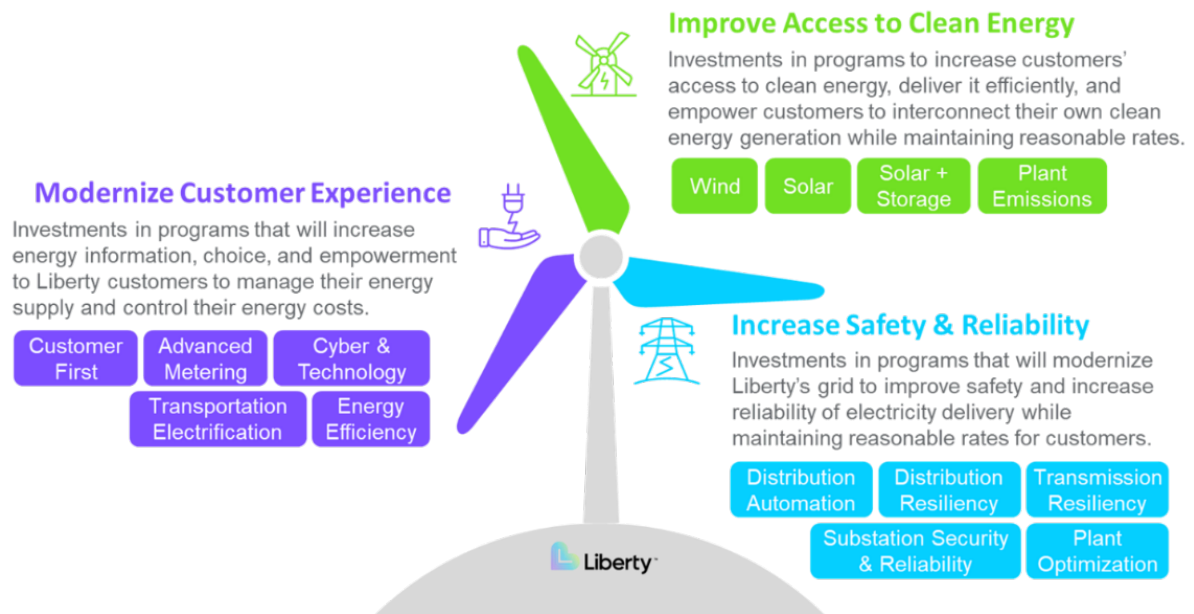 Improve Access to Clean Energy
Investments in programs to increase customers’
access to clean energy, deliver it efficiently, and
empower customers to interconnect their own clean
energy generation while maintaining reasonable rates.
Wind
Solar
Solar +
Storage
Plant
Emissions
Modernize Customer Experience
Investments in programs that will increase
energy information, choice, and empowerment
to Liberty customers to manage their energy
supply and control their energy costs.
Customer
First
Advanced
Metering
Cyber &
Technology
Transportation
Electrification
Energy
Efficiency
Increase Safety & Reliability
Investments in programs that will modernize
Liberty’s grid to improve safety and increase
reliability of electricity delivery while
maintaining reasonable rates for customers.
Distribution
Automation
Distribution
Resiliency
Transmission
Resiliency
Substation Security
& Reliability
Plant
Optimization
Liberty™